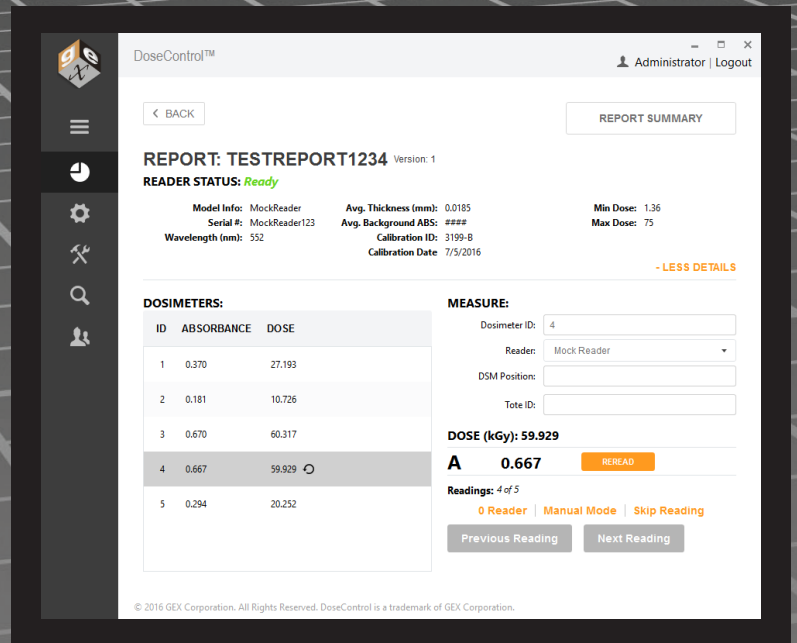 gex
DoseControl™
Administrator | Logout
< BACK
REPORT SUMMARY
REPORT: TESTREPORT1234 Version: 1
READER STATUS: Ready
Model Info: MockReader Avg. Thickness (mm): 0.0185 Min Dose: 1.36
Serial #: MockReader123 Avg. Background ABS: #### Max Dose: 75
Wavelength (nm): 552 Calibration ID: 3199-B
Calibration Date 7/5/2016
- LESS DETAILS
DOSIMETERS:
ID ABSORBANCE DOSE
1 0.370 27.193
2 0.181 10.726
3 0.670 60.317
4 0.667 59.929
5 0.294 20.252
MEASURE:
Dosimeter ID: 4
Reader: Mock Reader
DSM Position:
Tote ID:
DOSE (kGy): 59.929
A 0.667 REREAD
Readings: 4 of 5
0 Reader | Manual Mode | Skip Reading
Previous Reading Next Reading
© 2016 GEX Corporation. All Rights Reserved. DoseControl is a trademark of GEX Corporation.